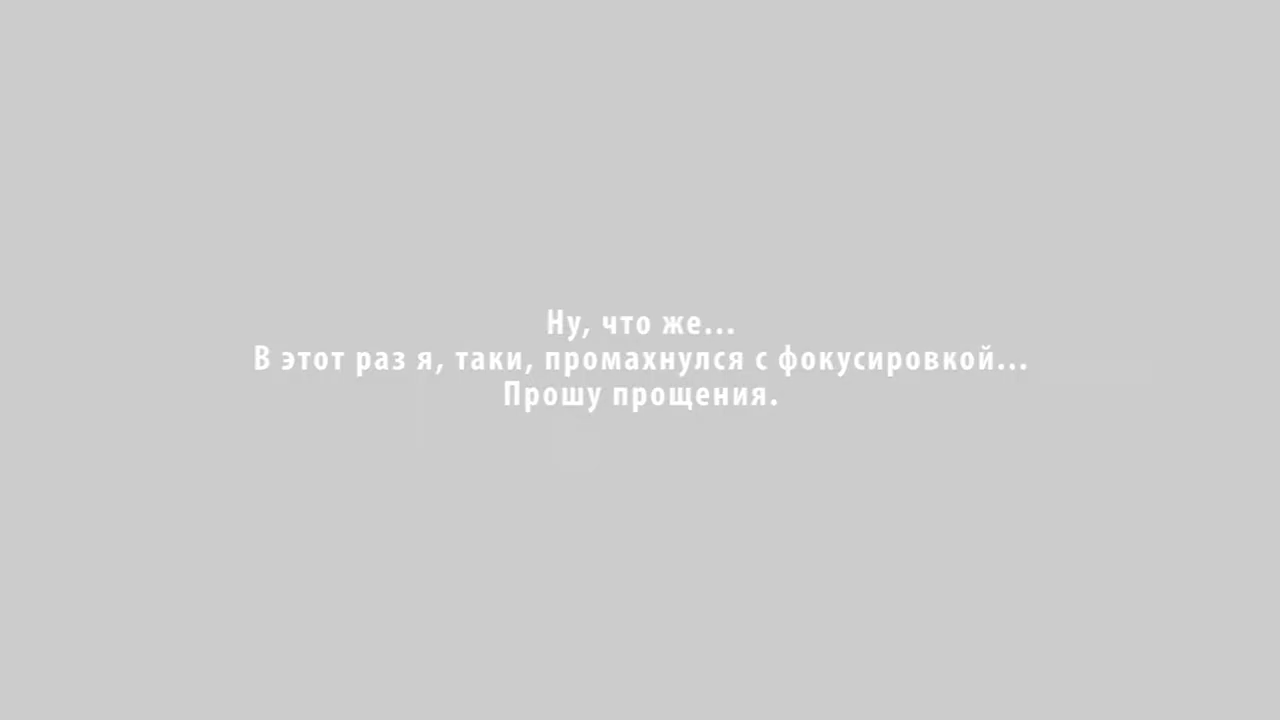 Ну, что же...
В этот раз я, таки, промахнулся с фокусировкой...
Прошу прощения.